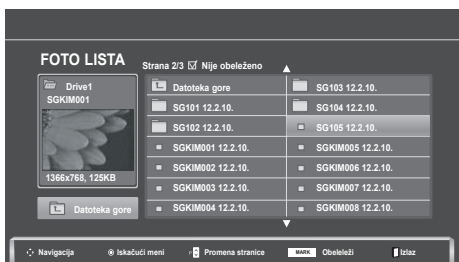 FOTO LISTA
Strana 2/3 ☑ Nije obeleženo
Drive1
SGKIM001
1366x768, 125KB
Datoteka gore
Datoteka gore
SG101 12.2.10.
SG102 12.2.10.
SGKIM001 12.2.10.
SGKIM002 12.2.10.
SGKIM003 12.2.10.
SGKIM004 12.2.10.
SG103 12.2.10.
SG104 12.2.10.
SG105 12.2.10.
SGKIM005 12.2.10.
SGKIM006 12.2.10.
SGKIM007 12.2.10.
SGKIM008 12.2.10.
Navigacija
Iskačući meni
P Promena stranice
MARK Obeleleži
Izlaz